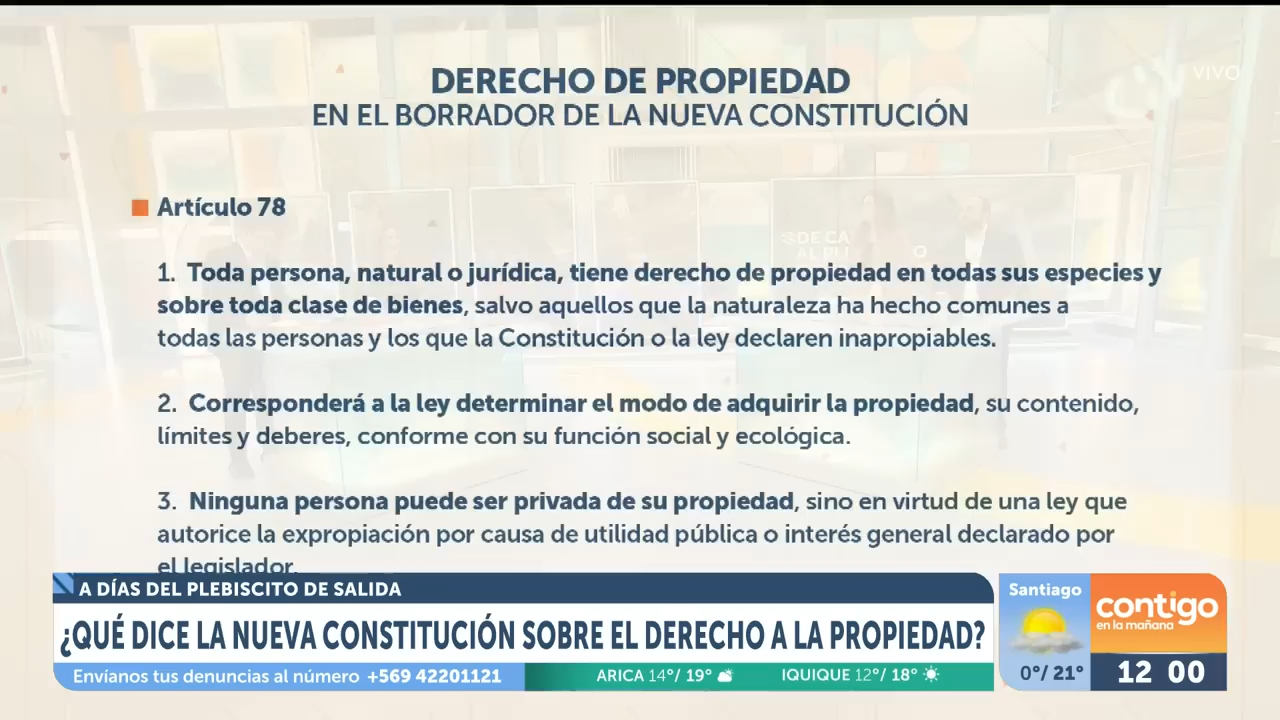 VIVO
DERECHO DE PROPIEDAD
EN EL BORRADOR DE LA NUEVA CONSTITUCIÓN
Artículo 78
1. Toda persona, natural o jurídica, tiene derecho de propiedad en todas sus especies y
sobre toda clase de bienes, salvo aquellos que la naturaleza ha hecho comunes a
todas las personas y los que la Constitución o la ley declaren inapropiables.
2. Corresponderá a la ley determinar el modo de adquirir la propiedad, su contenido,
límites y deberes, conforme con su función social y ecológica.
3. Ninguna persona puede ser privada de su propiedad, sino en virtud de una ley que
autorice la expropiación por causa de utilidad pública o interés general declarado por
el legislador.
A DÍAS DEL PLEBISCITO DE SALIDA
¿QUÉ DICE LA NUEVA CONSTITUCIÓN SOBRE EL DERECHO A LA PROPIEDAD?
Envíanos tus denuncias al número +569 42201121
ARICA 14°/ 19° IQUIQUE 12°/ 18°
Santiago
0°/ 21°
contigo
en la mañana
12 00